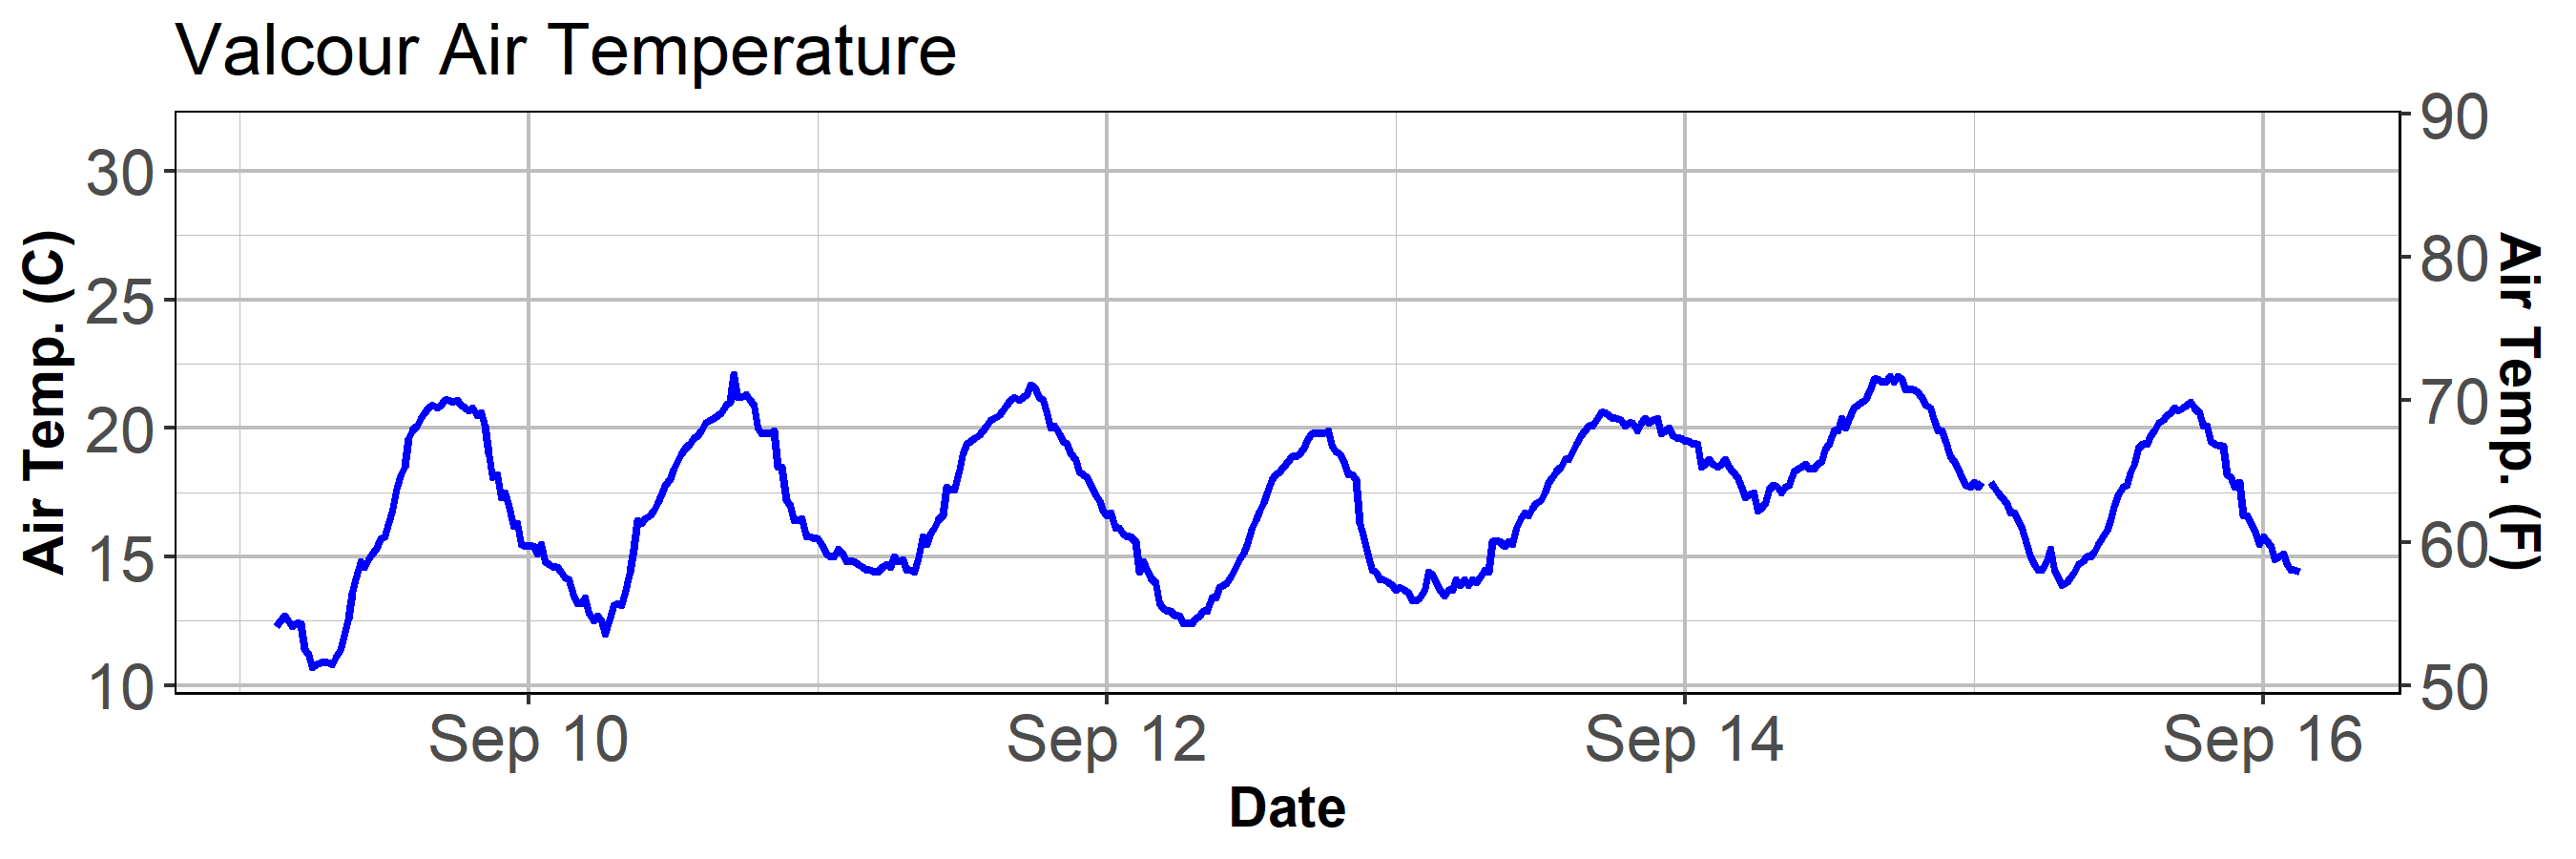 Valcour Air Temperature
Air Temp. (C)
30
25
20
15
10
90
80
70
60
50
Air Temp. (F)
Sep 10
Sep 12
Sep 14
Sep 16
Date